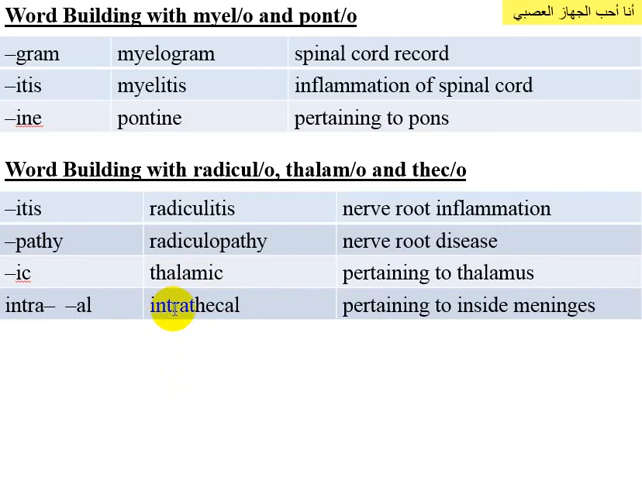 Word Building with myel/o and pont/o
أنا أحب الجهاز العصبي
–gram myelogram spinal cord record
–itis myelitis inflammation of spinal cord
–ine pontine pertaining to pons
Word Building with radicul/o, thalam/o and thec/o
–itis radiculitis nerve root inflammation
–pathy radiculopathy nerve root disease
–ic thalamic pertaining to thalamus
intra– –al intrathecal pertaining to inside meninges